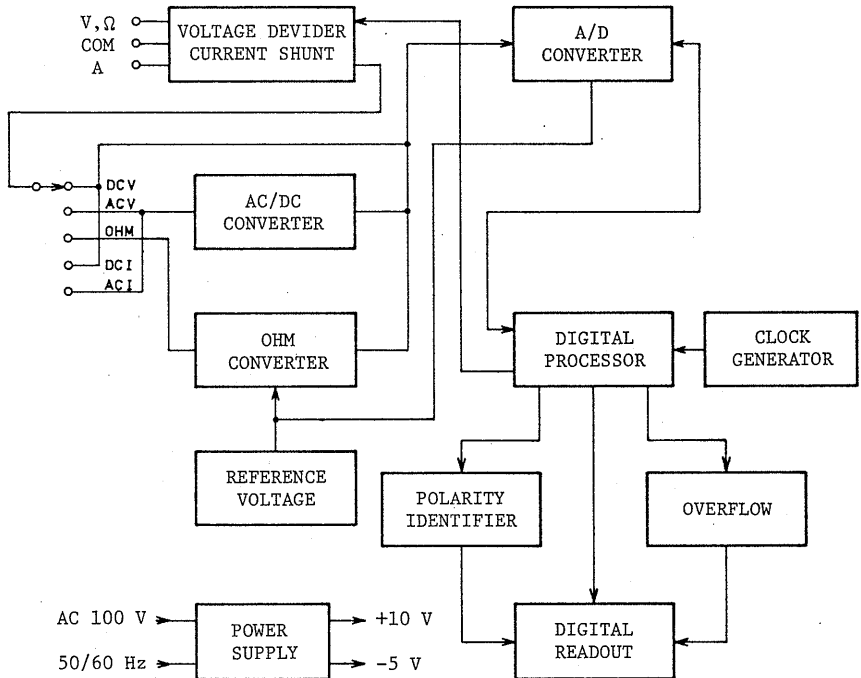 V,Ω
COM
A
VOLTAGE DEVIDER
CURRENT SHUNT
A/D
CONVERTER
DCV
ACV
OHM
DCI
ACI
AC/DC
CONVERTER
OHM
CONVERTER
DIGITAL
PROCESSOR
CLOCK
GENERATOR
REFERENCE
VOLTAGE
POLARITY
IDENTIFIER
OVERFLOW
AC 100 V
50/60 Hz
POWER
SUPPLY
+10 V
-5 V
DIGITAL
READOUT